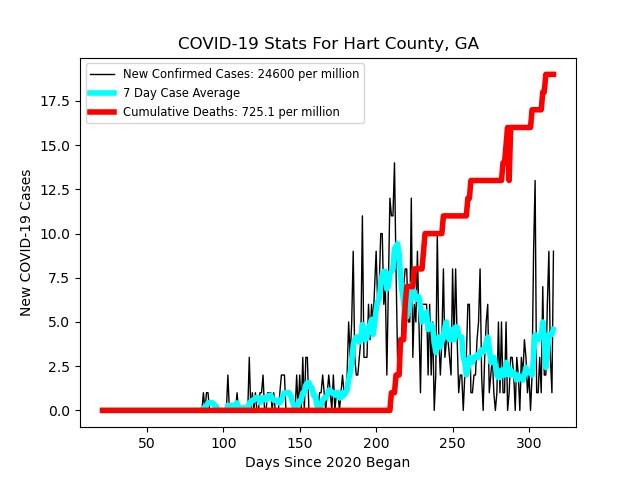 COVID-19 Stats For Hart County, GA
New Confirmed Cases: 24600 per million
7 Day Case Average
Cumulative Deaths: 725.1 per million
New COVID-19 Cases
17.5
15.0
12.5
10.0
7.5
5.0
2.5
0.0
50 100 150 200 250 300
Days Since 2020 Began